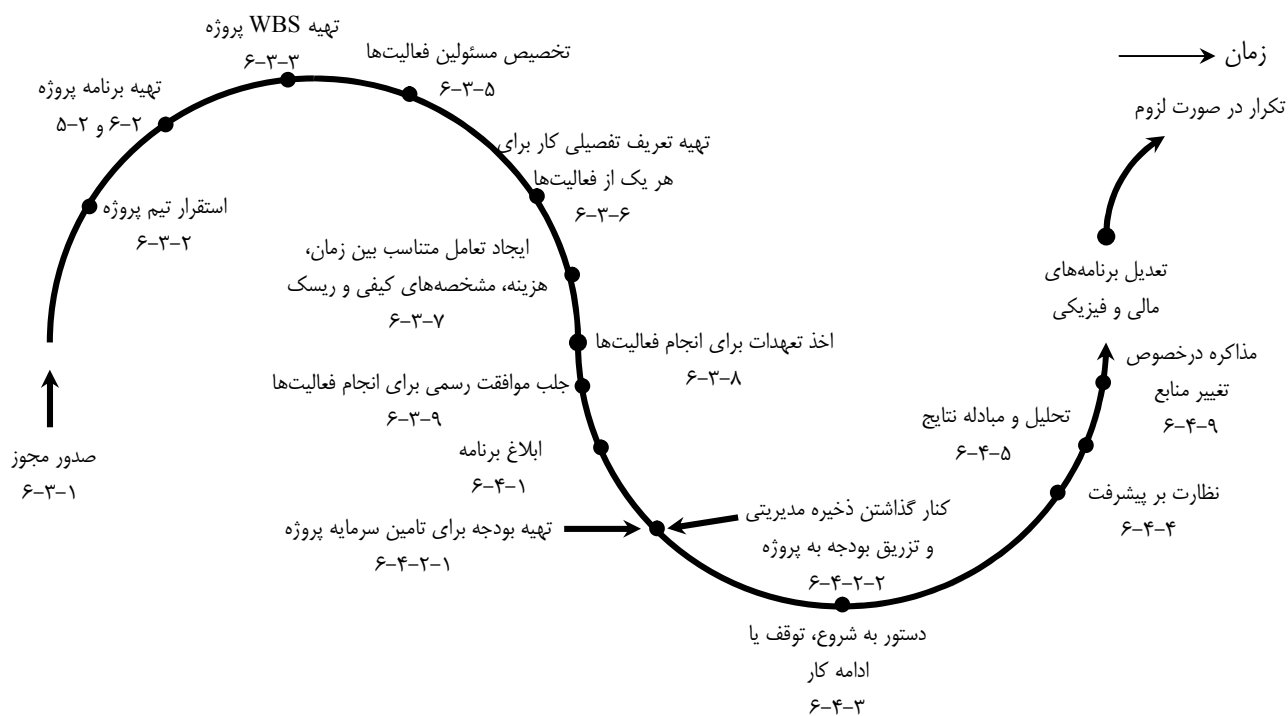 زمان
تکرار در صورت لزوم
تهیه WBS پروژه
۶-۳-۳
تخصیص مسئولین فعالیت‌ها
۶-۳-۵
تهیه برنامه پروژه
۶-۲ و ۵-۲
تهیه تعریف تفصیلی کار برای
هر یک از فعالیت‌ها
۶-۳-۶
استقرار تیم پروژه
۶-۳-۲
ایجاد تعامل متناسب بین زمان،
هزینه، مشخصه‌های کیفی و ریسک
۶-۳-۷
تعدیل برنامه‌های
مالی و فیزیکی
اخذ تعهدات برای انجام فعالیت‌ها
۶-۳-۸
مذاکره درخصوص
تغییر منابع
۶-۴-۹
جلب موافقت رسمی برای انجام فعالیت‌ها
۶-۳-۹
تحلیل و مبادله نتایج
۶-۴-۵
صدور مجوز
۶-۳-۱
ابلاغ برنامه
۶-۴-۱
نظارت بر پیشرفت
۶-۴-۴
کنار گذاشتن ذخیره مدیریتی
و تزریق بودجه به پروژه
۶-۴-۲-۲
تهیه بودجه برای تامین سرمایه پروژه
۶-۴-۲-۱
دستور به شروع، توقف یا
ادامه کار
۶-۴-۳